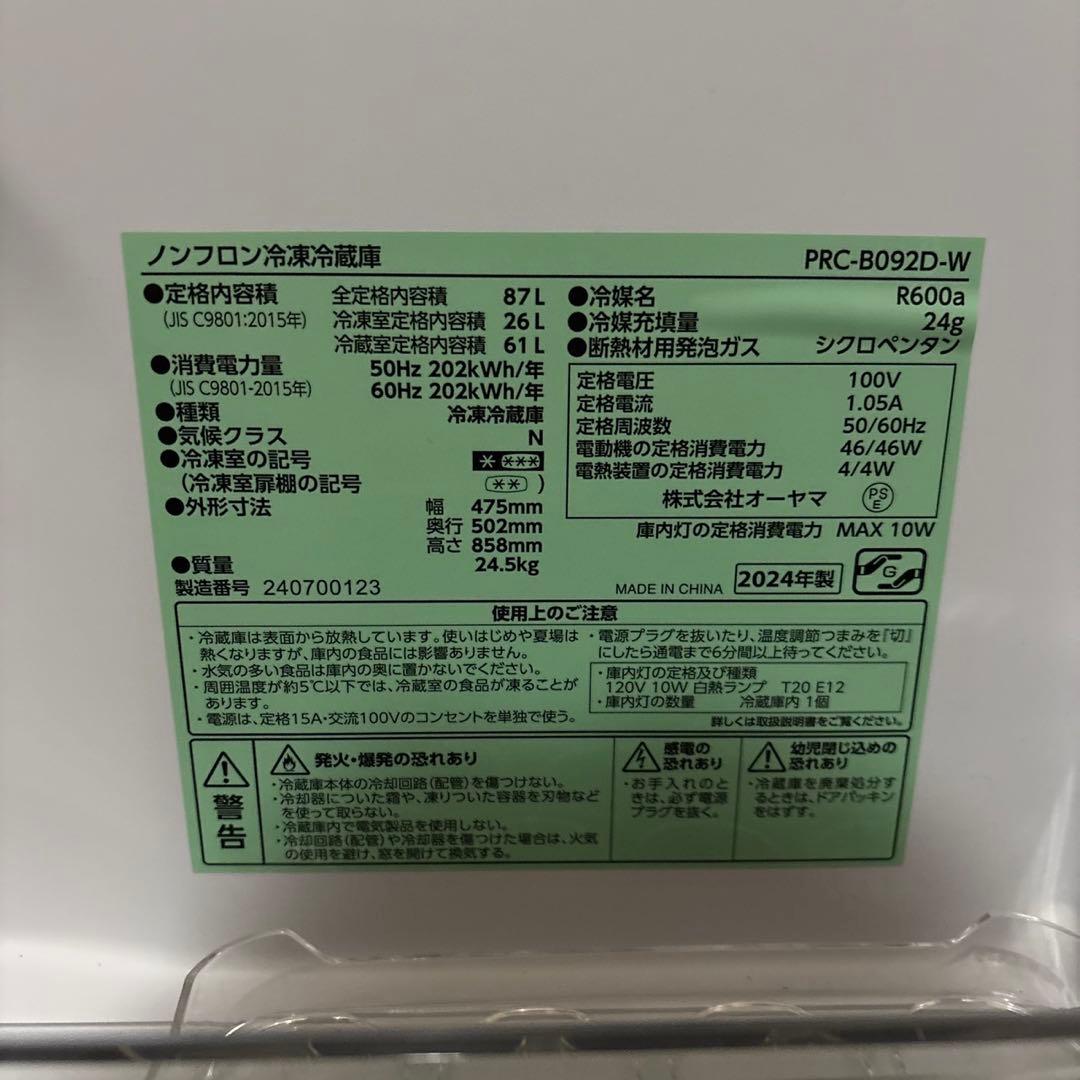 ノンフロン冷凍冷蔵庫 PRC-B092D-W
●定格内容積 全定格内容積 87L
(JIS C9801:2015年) 冷凍室定格内容積 26L
冷蔵室定格内容積 61L
●消費電力量 50Hz 202kWh/年
(JIS C9801-2015年) 60Hz 202kWh/年
●種類 冷凍冷蔵庫
●気候クラス N
●冷凍室の記号 * ***
(冷凍室扉棚の記号 ** )
●外形寸法 幅 475mm
奥行 502mm
高さ 858mm
●質量 24.5kg
製造番号 240700123
●冷媒名 R600a
●冷媒充填量 24g
●断熱材用発泡ガス シクロペンタン
定格電圧 100V
定格電流 1.05A
定格周波数 50/60Hz
電動機の定格消費電力 46/46W
電熱装置の定格消費電力 4/4W
株式会社オーヤマ PSE
庫内灯の定格消費電力 MAX 10W
MADE IN CHINA 2024年製 G
使用上のご注意
・冷蔵庫は表面から放熱しています。使いはじめや夏場は
熱くなりますが、庫内の食品には影響ありません。
・水気の多い食品は庫内の奥に置かないでください。
・周囲温度が約5℃以下では、冷蔵室の食品が凍ることが
あります。
・電源は、定格15A・交流100Vのコンセントを単独で使う。
・電源プラグを抜いたり、温度調節つまみを『切』
にしたら通電まで6分間以上待ってください。
・庫内灯の定格及び種類
120V 10W 白熱ランプ T20 E12
・庫内灯の数量 冷蔵庫内 1個
詳しくは取扱説明書をご覧ください。
警告
発火・爆発の恐れあり
・冷蔵庫本体の冷却回路(配管)を傷つけない。
・冷却器についた霜や、凍りついた容器を刃物など
を使って取らない。
・冷蔵庫内で電気製品を使用しない。
・冷却回路(配管)や冷却器を傷つけた場合は、火気
の使用を避け、窓を開けて換気する。
感電の
恐れあり
・お手入れのと
きは、必ず電源
プラグを抜く。
幼児閉じ込めの
恐れあり
・冷蔵庫を廃棄処分す
るときは、ドアパッキン
をはずす。